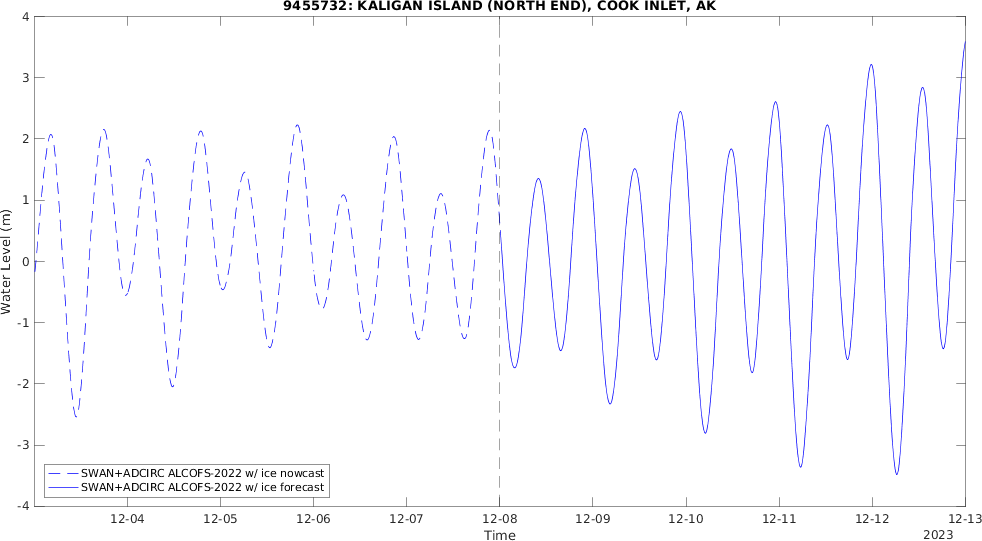 9455732: KALIGAN ISLAND (NORTH END), COOK INLET, AK
4
3
2
1
0
-1
-2
-3
-4
Water Level (m)
SWAN+ADCIRC ALCOFS-2022 w/ ice nowcast
SWAN+ADCIRC ALCOFS-2022 w/ ice forecast
12-04 12-05 12-06 12-07 12-08 12-09 12-10 12-11 12-12 12-13
Time
2023